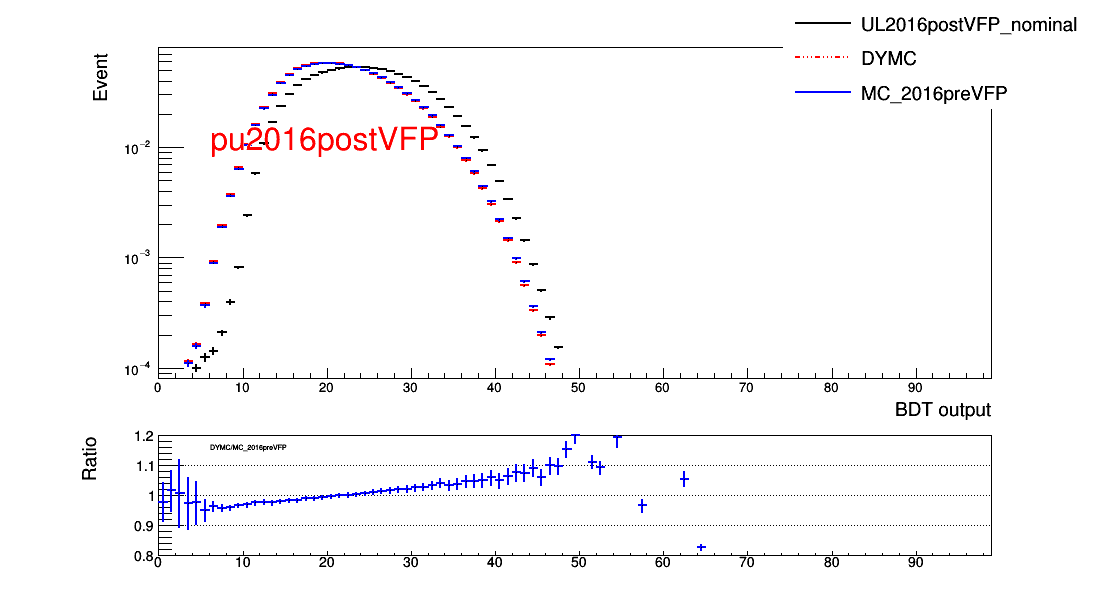 UL2016postVFP_nominal
DYMC
MC_2016preVFP
Event
pu2016postVFP
10⁻²
10⁻³
10⁻⁴
0 10 20 30 40 50 60 70 80 90
BDT output
Ratio
DYMC/MC_2016preVFP
1.2
1.1
1
0.9
0.8
0 10 20 30 40 50 60 70 80 90